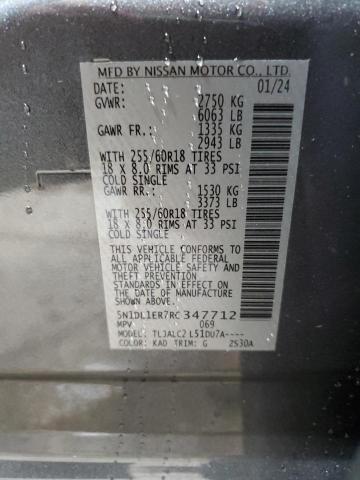 MFD BY NISSAN MOTOR CO., LTD.
DATE: 01/24
GVWR: 2750 KG
6063 LB
GAWR FR.: 1335 KG
2943 LB
WITH 255/60R18 TIRES
18 X 8.0 RIMS AT 33 PSI
COLD SINGLE
GAWR RR.: 1530 KG
3373 LB
WITH 255/60R18 TIRES
18 X 8.0 RIMS AT 33 PSI
COLD SINGLE
THIS VEHICLE CONFORMS TO
ALL APPLICABLE FEDERAL
MOTOR VEHICLE SAFETY AND
THEFT PREVENTION
STANDARDS IN EFFECT ON
THE DATE OF MANUFACTURE
SHOWN ABOVE.
5N1DL1ER7RC347712
MPV 069
MODEL: TLJALC2 L51DU7A----
COLOR: KAD TRIM: G 2S30A